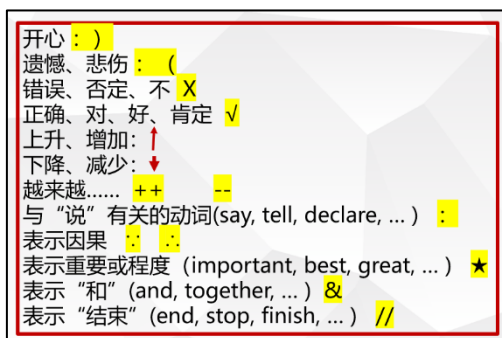 开心：）
遗憾、悲伤：（
错误、否定、不 X
正确、对、好、肯定 √
上升、增加：↑
下降、减少：↓
越来越…… ++ --
与“说”有关的动词(say, tell, declare, ... ) ：
表示因果 ∵ ∴
表示重要或程度（important, best, great, ... ）★
表示“和”(and, together, ... ) &
表示“结束”(end, stop, finish, ... ) //